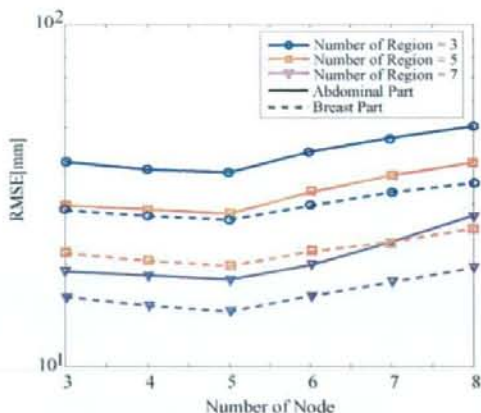 10²
Number of Region = 3
Number of Region = 5
Number of Region = 7
Abdominal Part
Breast Part
RMSE[mm]
10¹
3 4 5 6 7 8
Number of Node